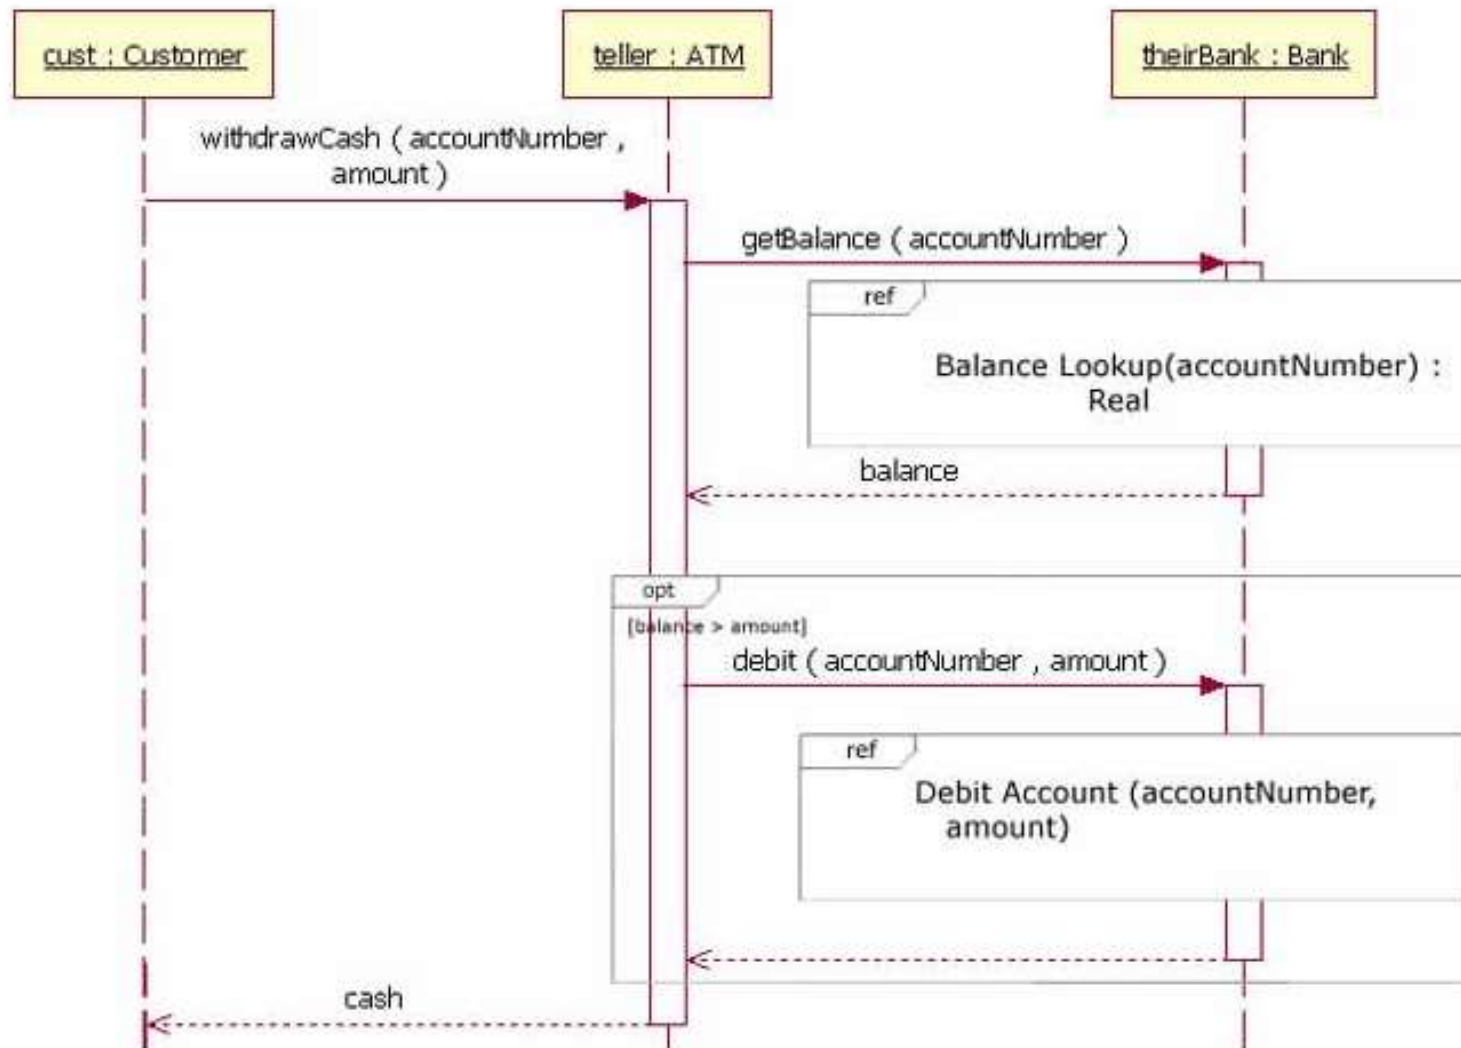 cust : Customer
teller : ATM
theirBank : Bank
withdrawCash ( accountNumber ,
amount )
getBalance ( accountNumber )
ref
Balance Lookup(accountNumber) :
Real
balance
opt
[balance > amount]
debit ( accountNumber , amount )
ref
Debit Account (accountNumber,
amount)
cash